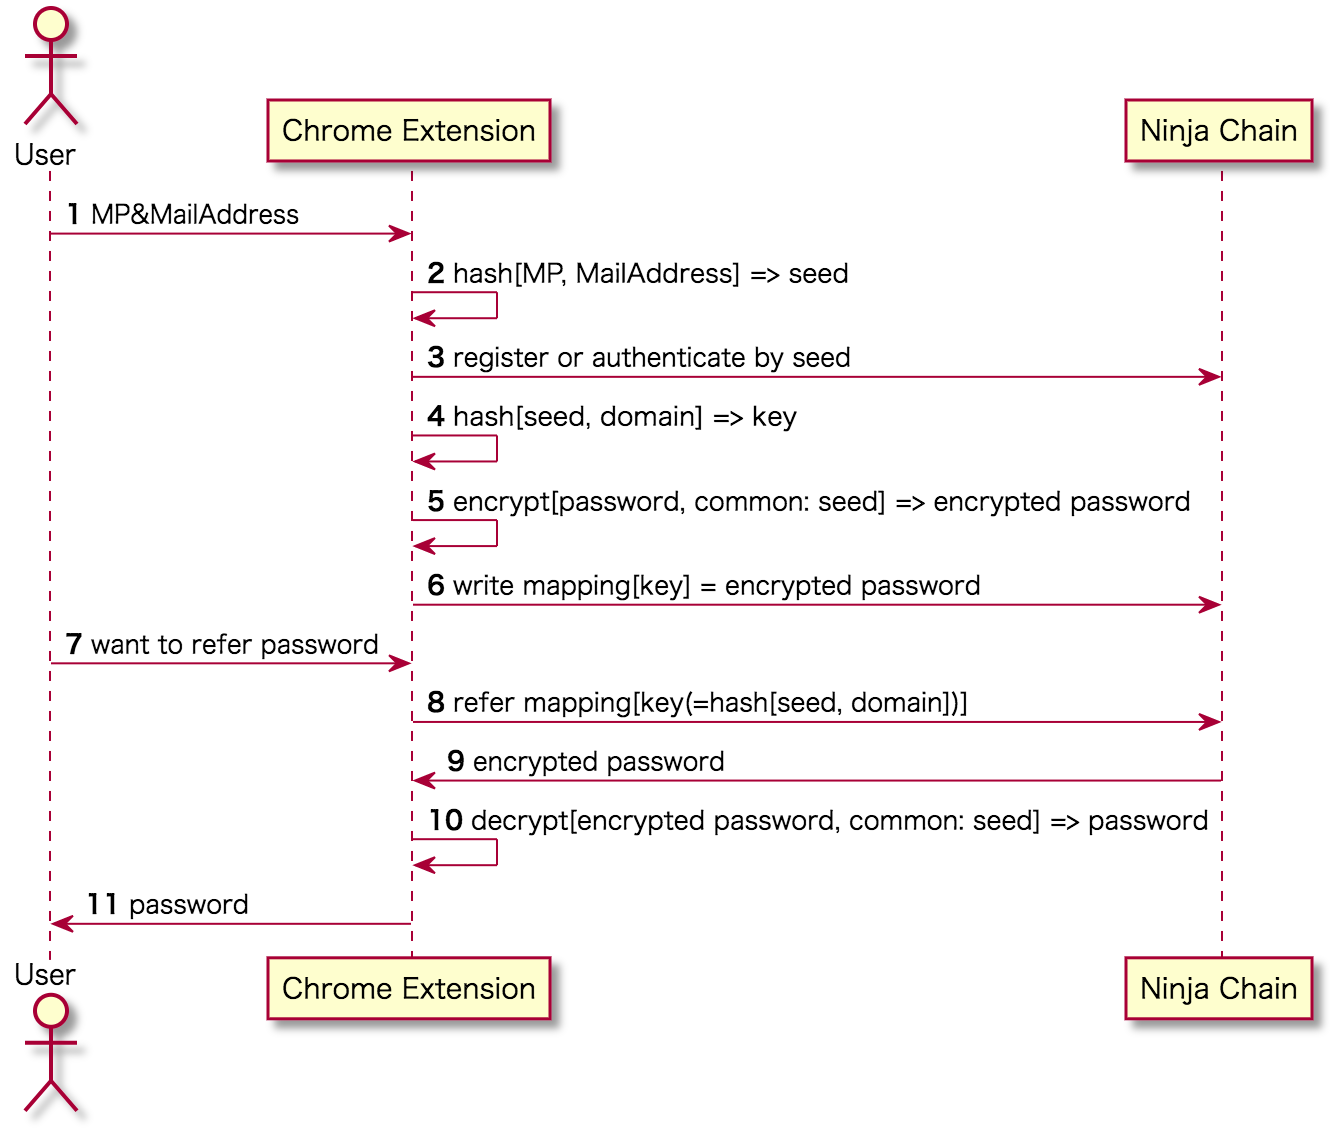 User
Chrome Extension
Ninja Chain
1 MP&MailAddress
2 hash[MP, MailAddress] => seed
3 register or authenticate by seed
4 hash[seed, domain] => key
5 encrypt[password, common: seed] => encrypted password
6 write mapping[key] = encrypted password
7 want to refer password
8 refer mapping[key(=hash[seed, domain])]
9 encrypted password
10 decrypt[encrypted password, common: seed] => password
11 password
User
Chrome Extension
Ninja Chain